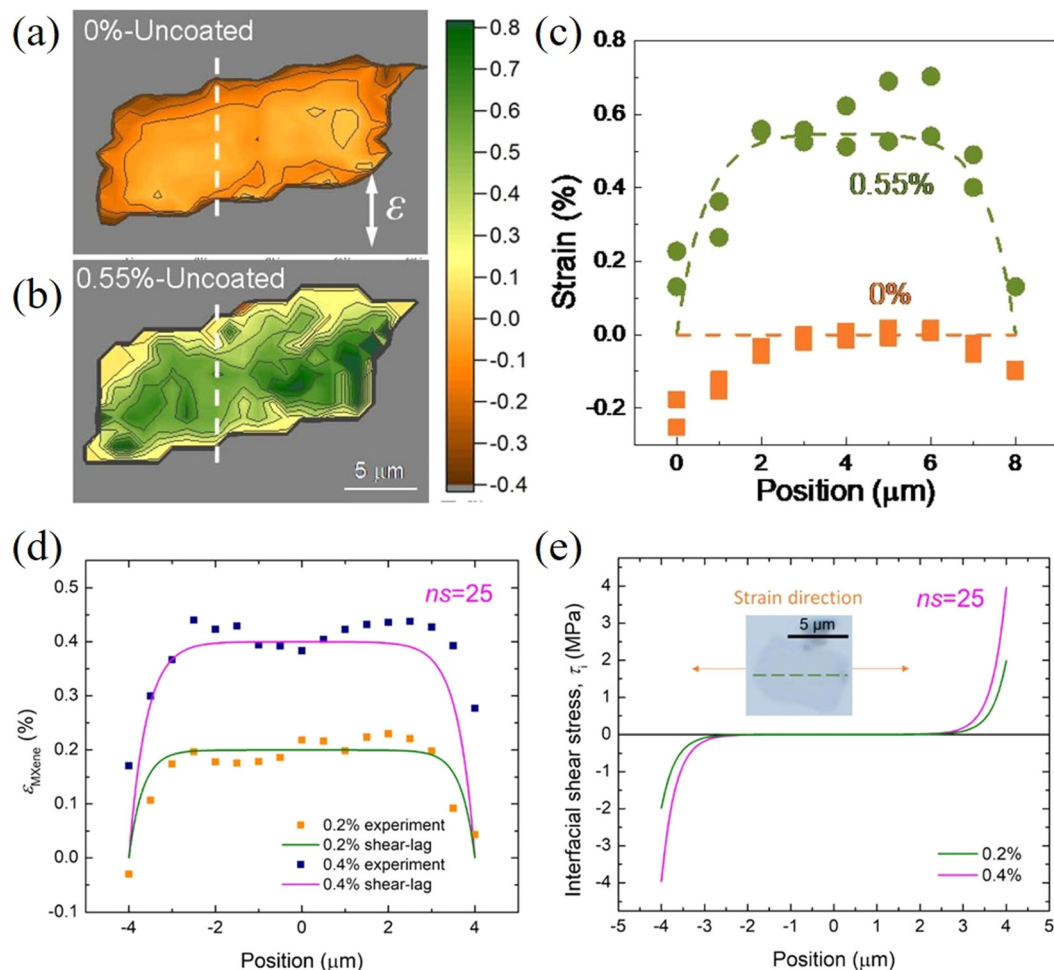 (a)
0%-Uncoated
ε
(b)
0.55%-Uncoated
5 μm
0.8
0.7
0.6
0.5
0.4
0.3
0.2
0.1
0.0
-0.1
-0.2
-0.3
-0.4
(c)
0.8
0.6
0.4
0.2
0.0
-0.2
Strain (%)
0.55%
0%
0 2 4 6 8
Position (μm)
(d)
0.5
0.4
0.3
0.2
0.1
0.0
-0.1
εMXene (%)
ns=25
0.2% experiment
0.2% shear-lag
0.4% experiment
0.4% shear-lag
-4 -2 0 2 4
Position (μm)
(e)
4
3
2
1
0
-1
-2
-3
-4
Interfacial shear stress, τi (MPa)
Strain direction
ns=25
5 μm
0.2%
0.4%
-5 -4 -3 -2 -1 0 1 2 3 4 5
Position (μm)